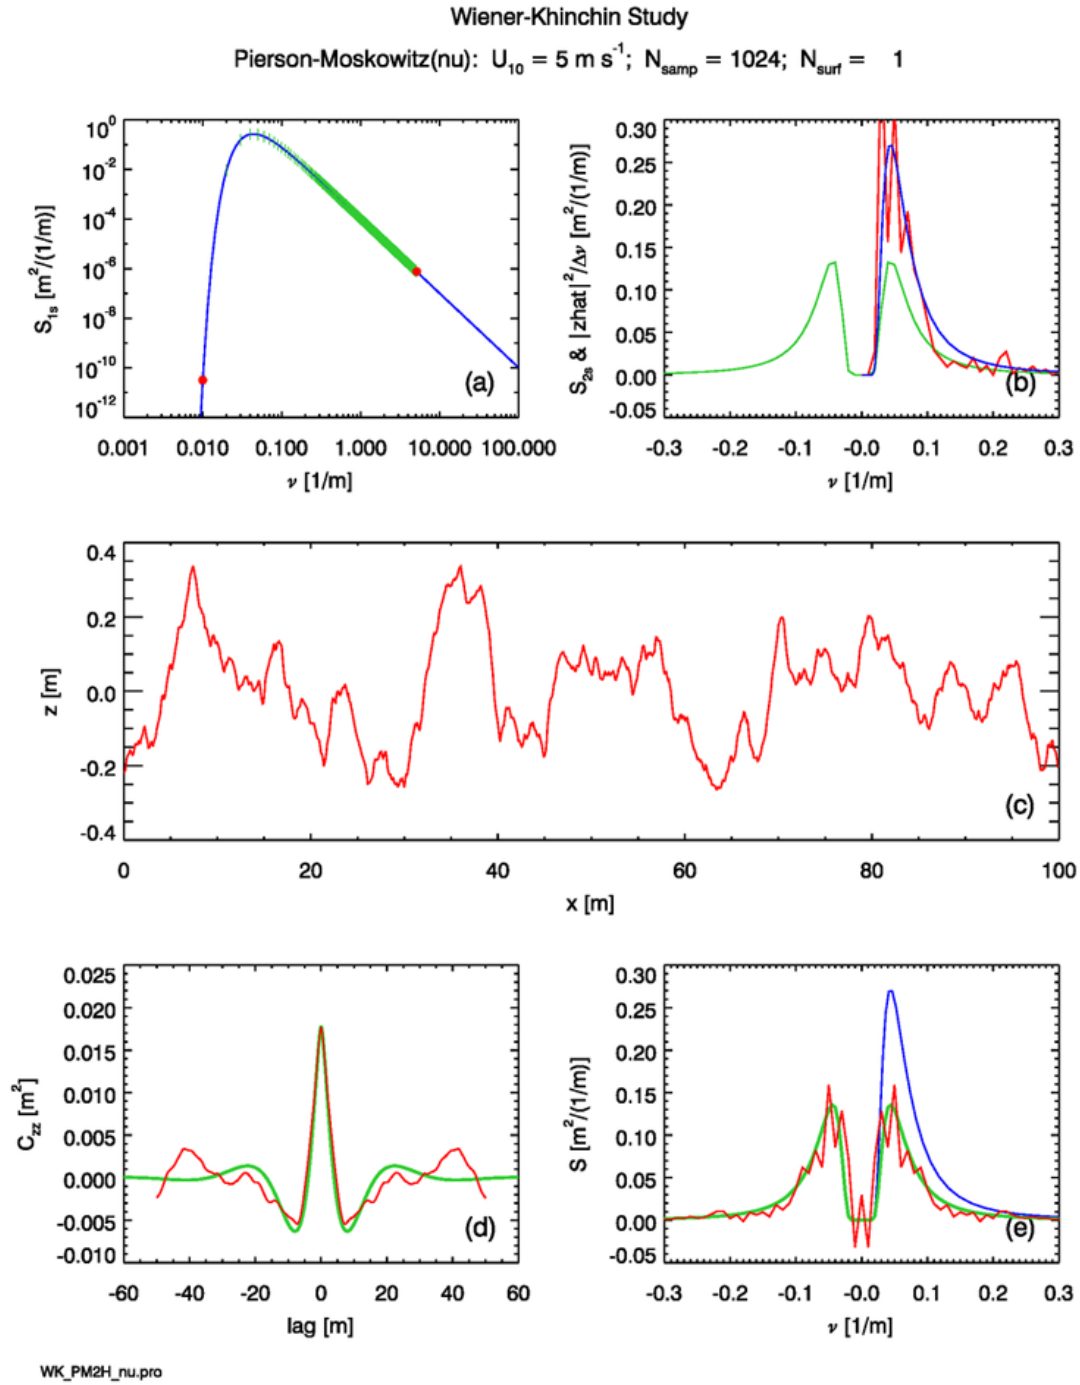 Wiener-Khinchin Study
Pierson-Moskowitz(nu): U₁₀ = 5 m s⁻¹; Nsamp = 1024; Nsurf = 1
S₁ₛ [m²/(1/m)]
10⁰
10⁻²
10⁻⁴
10⁻⁶
10⁻⁸
10⁻¹⁰
10⁻¹²
(a)
0.001 0.010 0.100 1.000 10.000 100.000
ν [1/m]
S₂ₛ & |zhat|²/Δν [m²/(1/m)]
0.30
0.25
0.20
0.15
0.10
0.05
0.00
-0.05
(b)
-0.3 -0.2 -0.1 -0.0 0.1 0.2 0.3
ν [1/m]
z [m]
0.4
0.2
0.0
-0.2
-0.4
(c)
0 20 40 60 80 100
x [m]
Czz [m²]
0.025
0.020
0.015
0.010
0.005
0.000
-0.005
-0.010
(d)
-60 -40 -20 0 20 40 60
lag [m]
S [m²/(1/m)]
0.30
0.25
0.20
0.15
0.10
0.05
0.00
-0.05
(e)
-0.3 -0.2 -0.1 -0.0 0.1 0.2 0.3
ν [1/m]
WK_PM2H_nu.pro